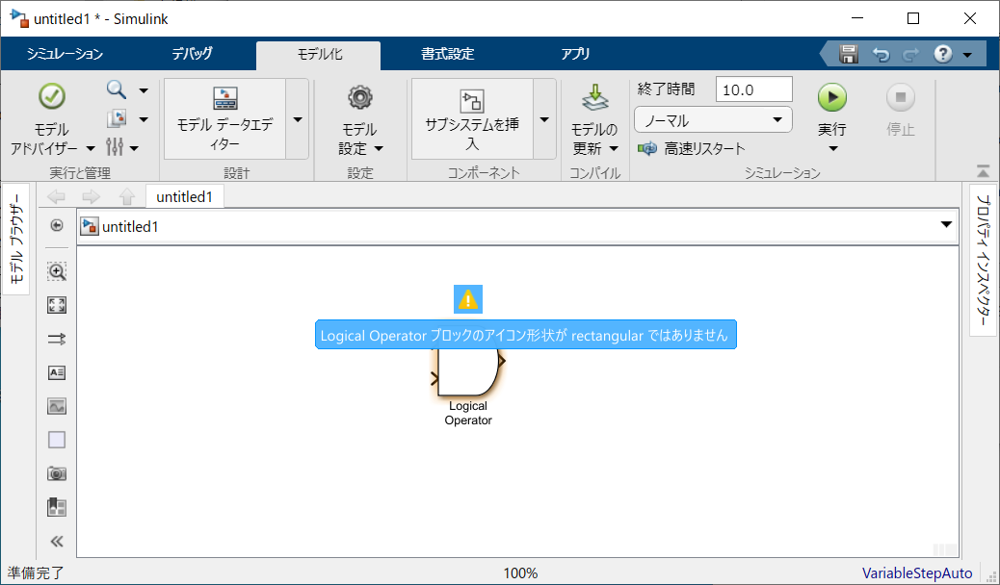 untitled1 * - Simulink
シミュレーション
デバッグ
モデル化
書式設定
アプリ
?
モデル
アドバイザー
実行と管理
モデル データエデ
ィター
設計
モデル
設定
設定
サブシステムを挿
入
コンポーネント
モデルの
更新
コンパイル
終了時間
10.0
ノーマル
高速リスタート
実行
停止
シミュレーション
モデル ブラウザー
untitled1
untitled1
プロパティ インスペクター
Logical Operator ブロックのアイコン形状が rectangular ではありません
Logical
Operator
準備完了
100%
VariableStepAuto